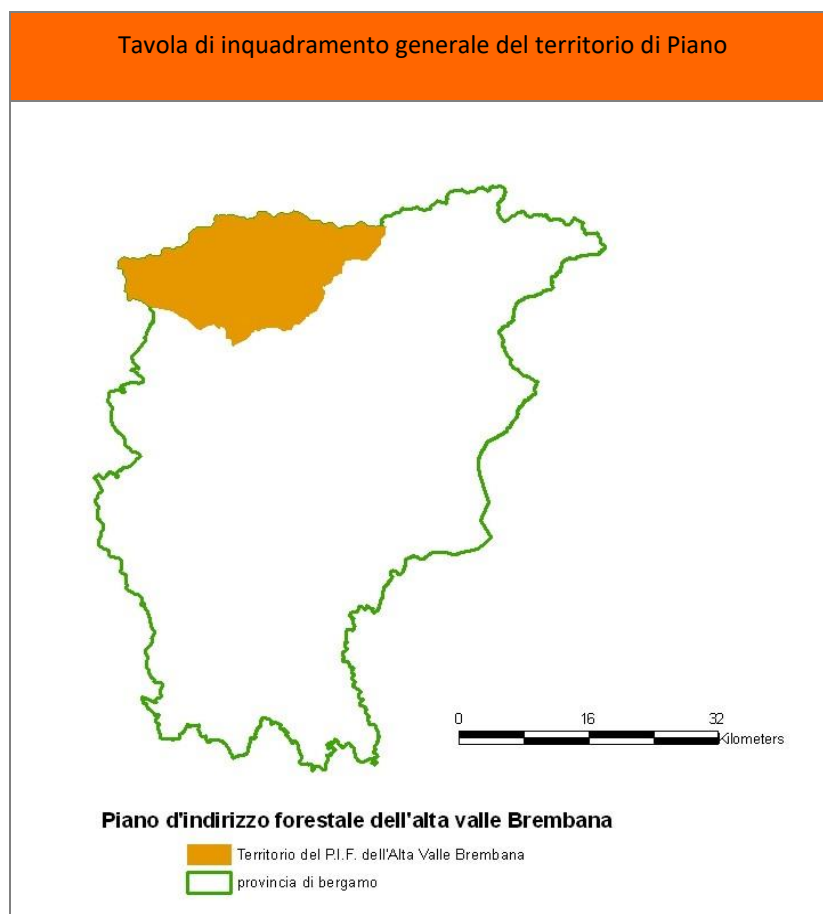 Tavola di inquadramento generale del territorio di Piano
0 16 32
Kilometers
Piano d'indirizzo forestale dell'alta valle Brembana
Territorio del P.I.F. dell'Alta Valle Brembana
provincia di bergamo